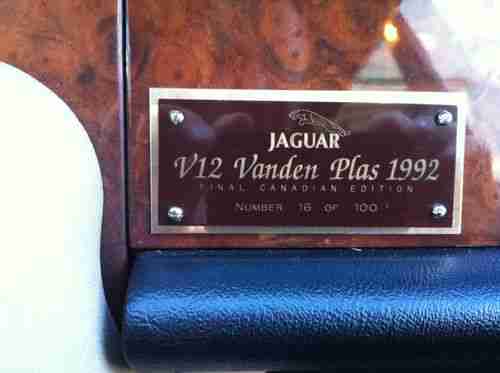 JAGUAR
V12 Vanden Plas 1992
FINAL CANADIAN EDITION
NUMBER 16 OF 100